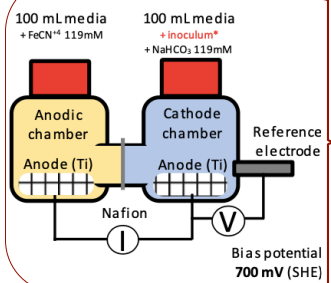 100 mL media
+ FeCN⁺⁴ 119mM
100 mL media
+ inoculum*
+ NaHCO₃ 119mM
Anodic
chamber
Cathode
chamber
Anode (Ti)
Anode (Ti)
Reference
electrode
Nafion
I
V
Bias potential
700 mV (SHE)